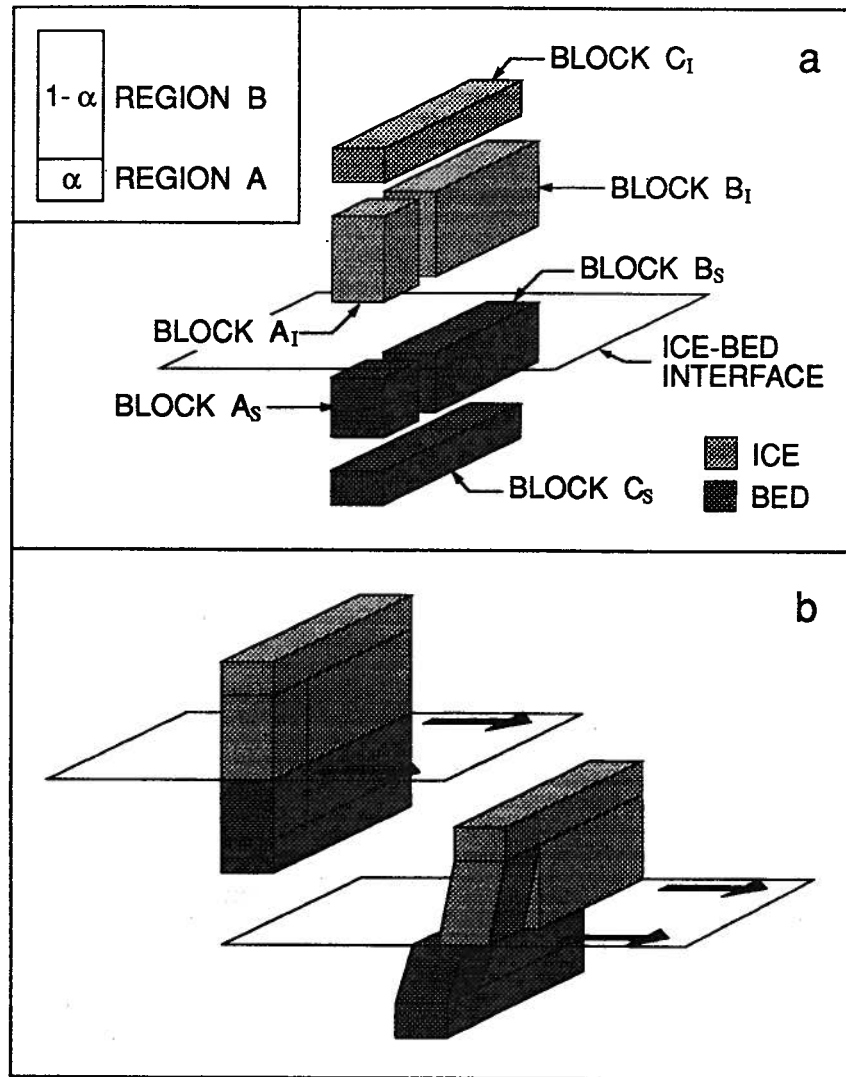 a
1-α REGION B
α REGION A
BLOCK C_I
BLOCK B_I
BLOCK B_S
BLOCK A_I
ICE-BED
INTERFACE
BLOCK A_S
BLOCK C_S
ICE
BED
b